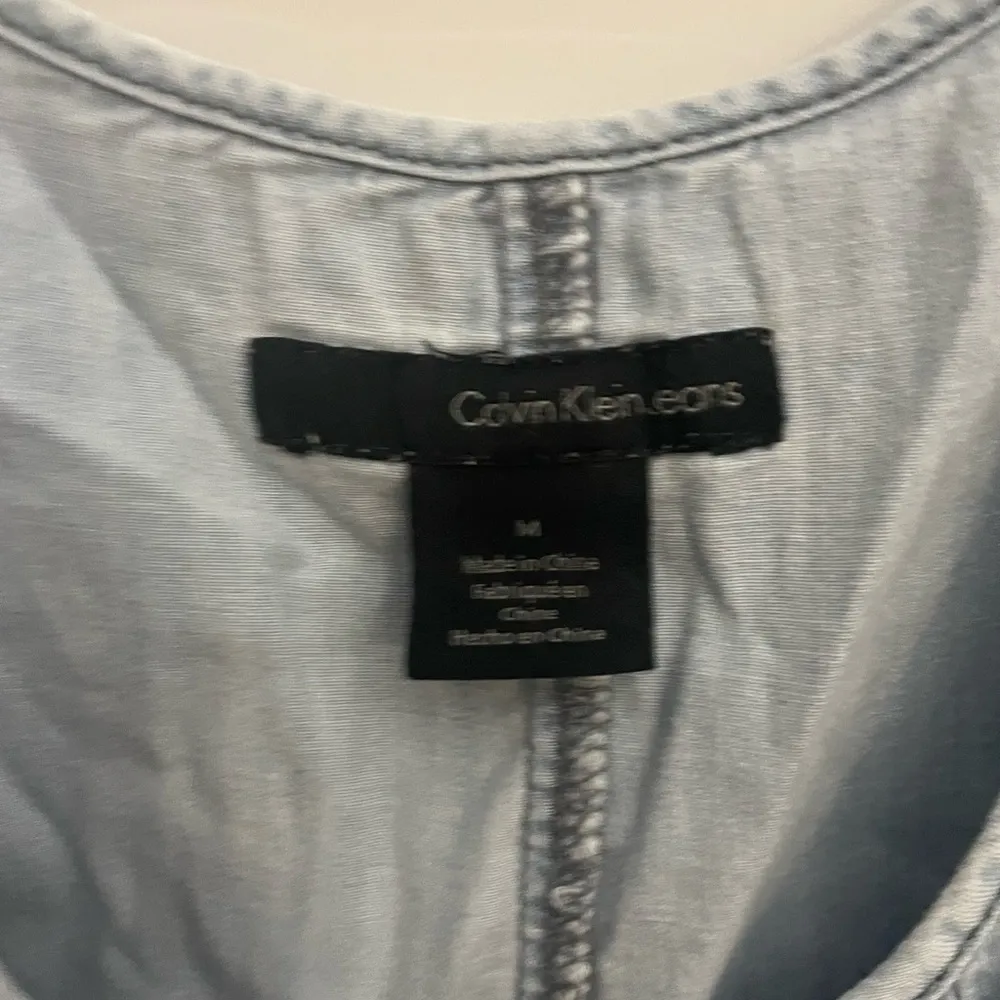 Calvin Klein Jeans
M
Made in China
Fabriqué en
Chine
Hecho en China